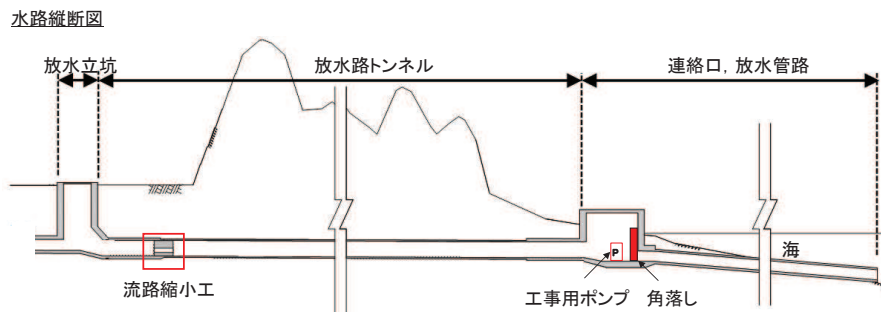 水路縦断図
放水立坑
放水路トンネル
連絡口，放水管路
P
海
流路縮小工
工事用ポンプ
角落し